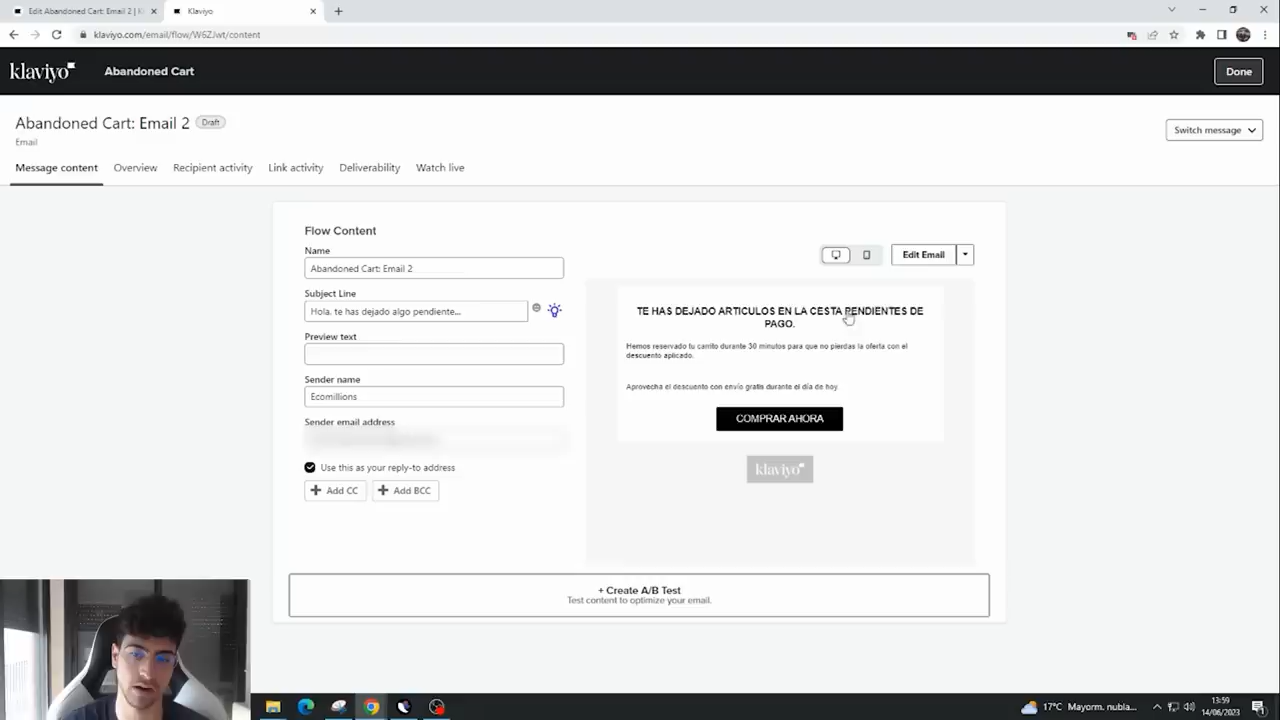 Edit Abandoned Cart: Email 2 | K
Klaviyo
klaviyo.com/email/flow/W6ZJwt/content
klaviyo
Abandoned Cart
Done
Abandoned Cart: Email 2
Draft
Email
Switch message
Message content
Overview
Recipient activity
Link activity
Deliverability
Watch live
Flow Content
Name
Abandoned Cart: Email 2
Subject Line
Hola, te has dejado algo pendiente...
Preview text
Sender name
Ecomillions
Sender email address
Use this as your reply-to address
+ Add CC
+ Add BCC
Edit Email
TE HAS DEJADO ARTICULOS EN LA CESTA PENDIENTES DE
PAGO.
Hemos reservado tu carrito durante 30 minutos para que no pierdas la oferta con el
descuento aplicado.
Aprovecha el descuento con envío gratis durante el día de hoy.
COMPRAR AHORA
klaviyo
+ Create A/B Test
Test content to optimize your email.
17°C Mayorm. nubla...
13:59
14/06/2023